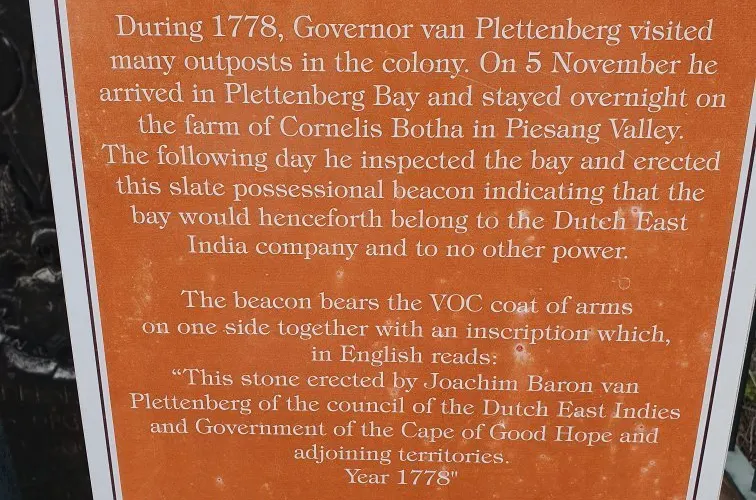 During 1778, Governor van Plettenberg visited
many outposts in the colony. On 5 November he
arrived in Plettenberg Bay and stayed overnight on
the farm of Cornelis Botha in Piesang Valley.
The following day he inspected the bay and erected
this slate possessional beacon indicating that the
bay would henceforth belong to the Dutch East
India company and to no other power.
The beacon bears the VOC coat of arms
on one side together with an inscription which,
in English reads:
“This stone erected by Joachim Baron van
Plettenberg of the council of the Dutch East Indies
and Government of the Cape of Good Hope and
adjoining territories.
Year 1778"